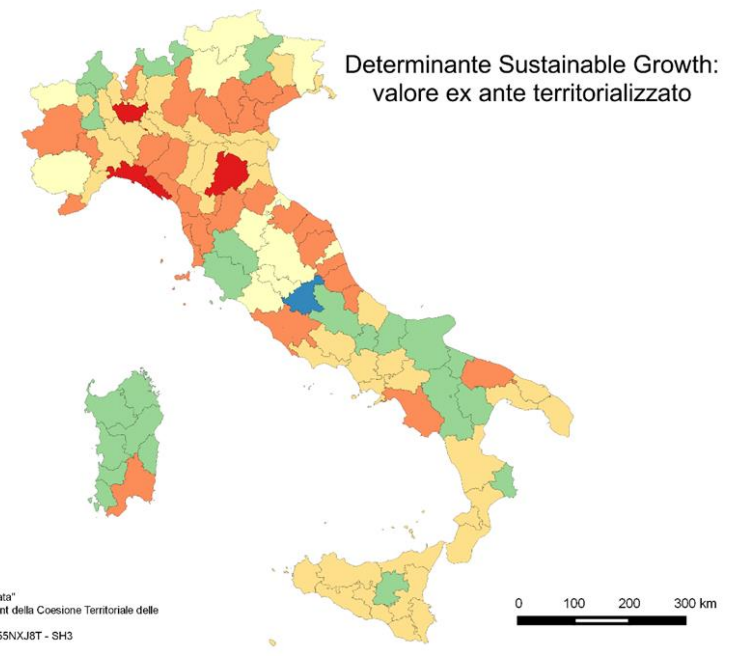 Determinante Sustainable Growth:
valore ex ante territorializzato
ata"
nt della Coesione Territoriale delle
55NXJ8T - SH3
0 100 200 300 km